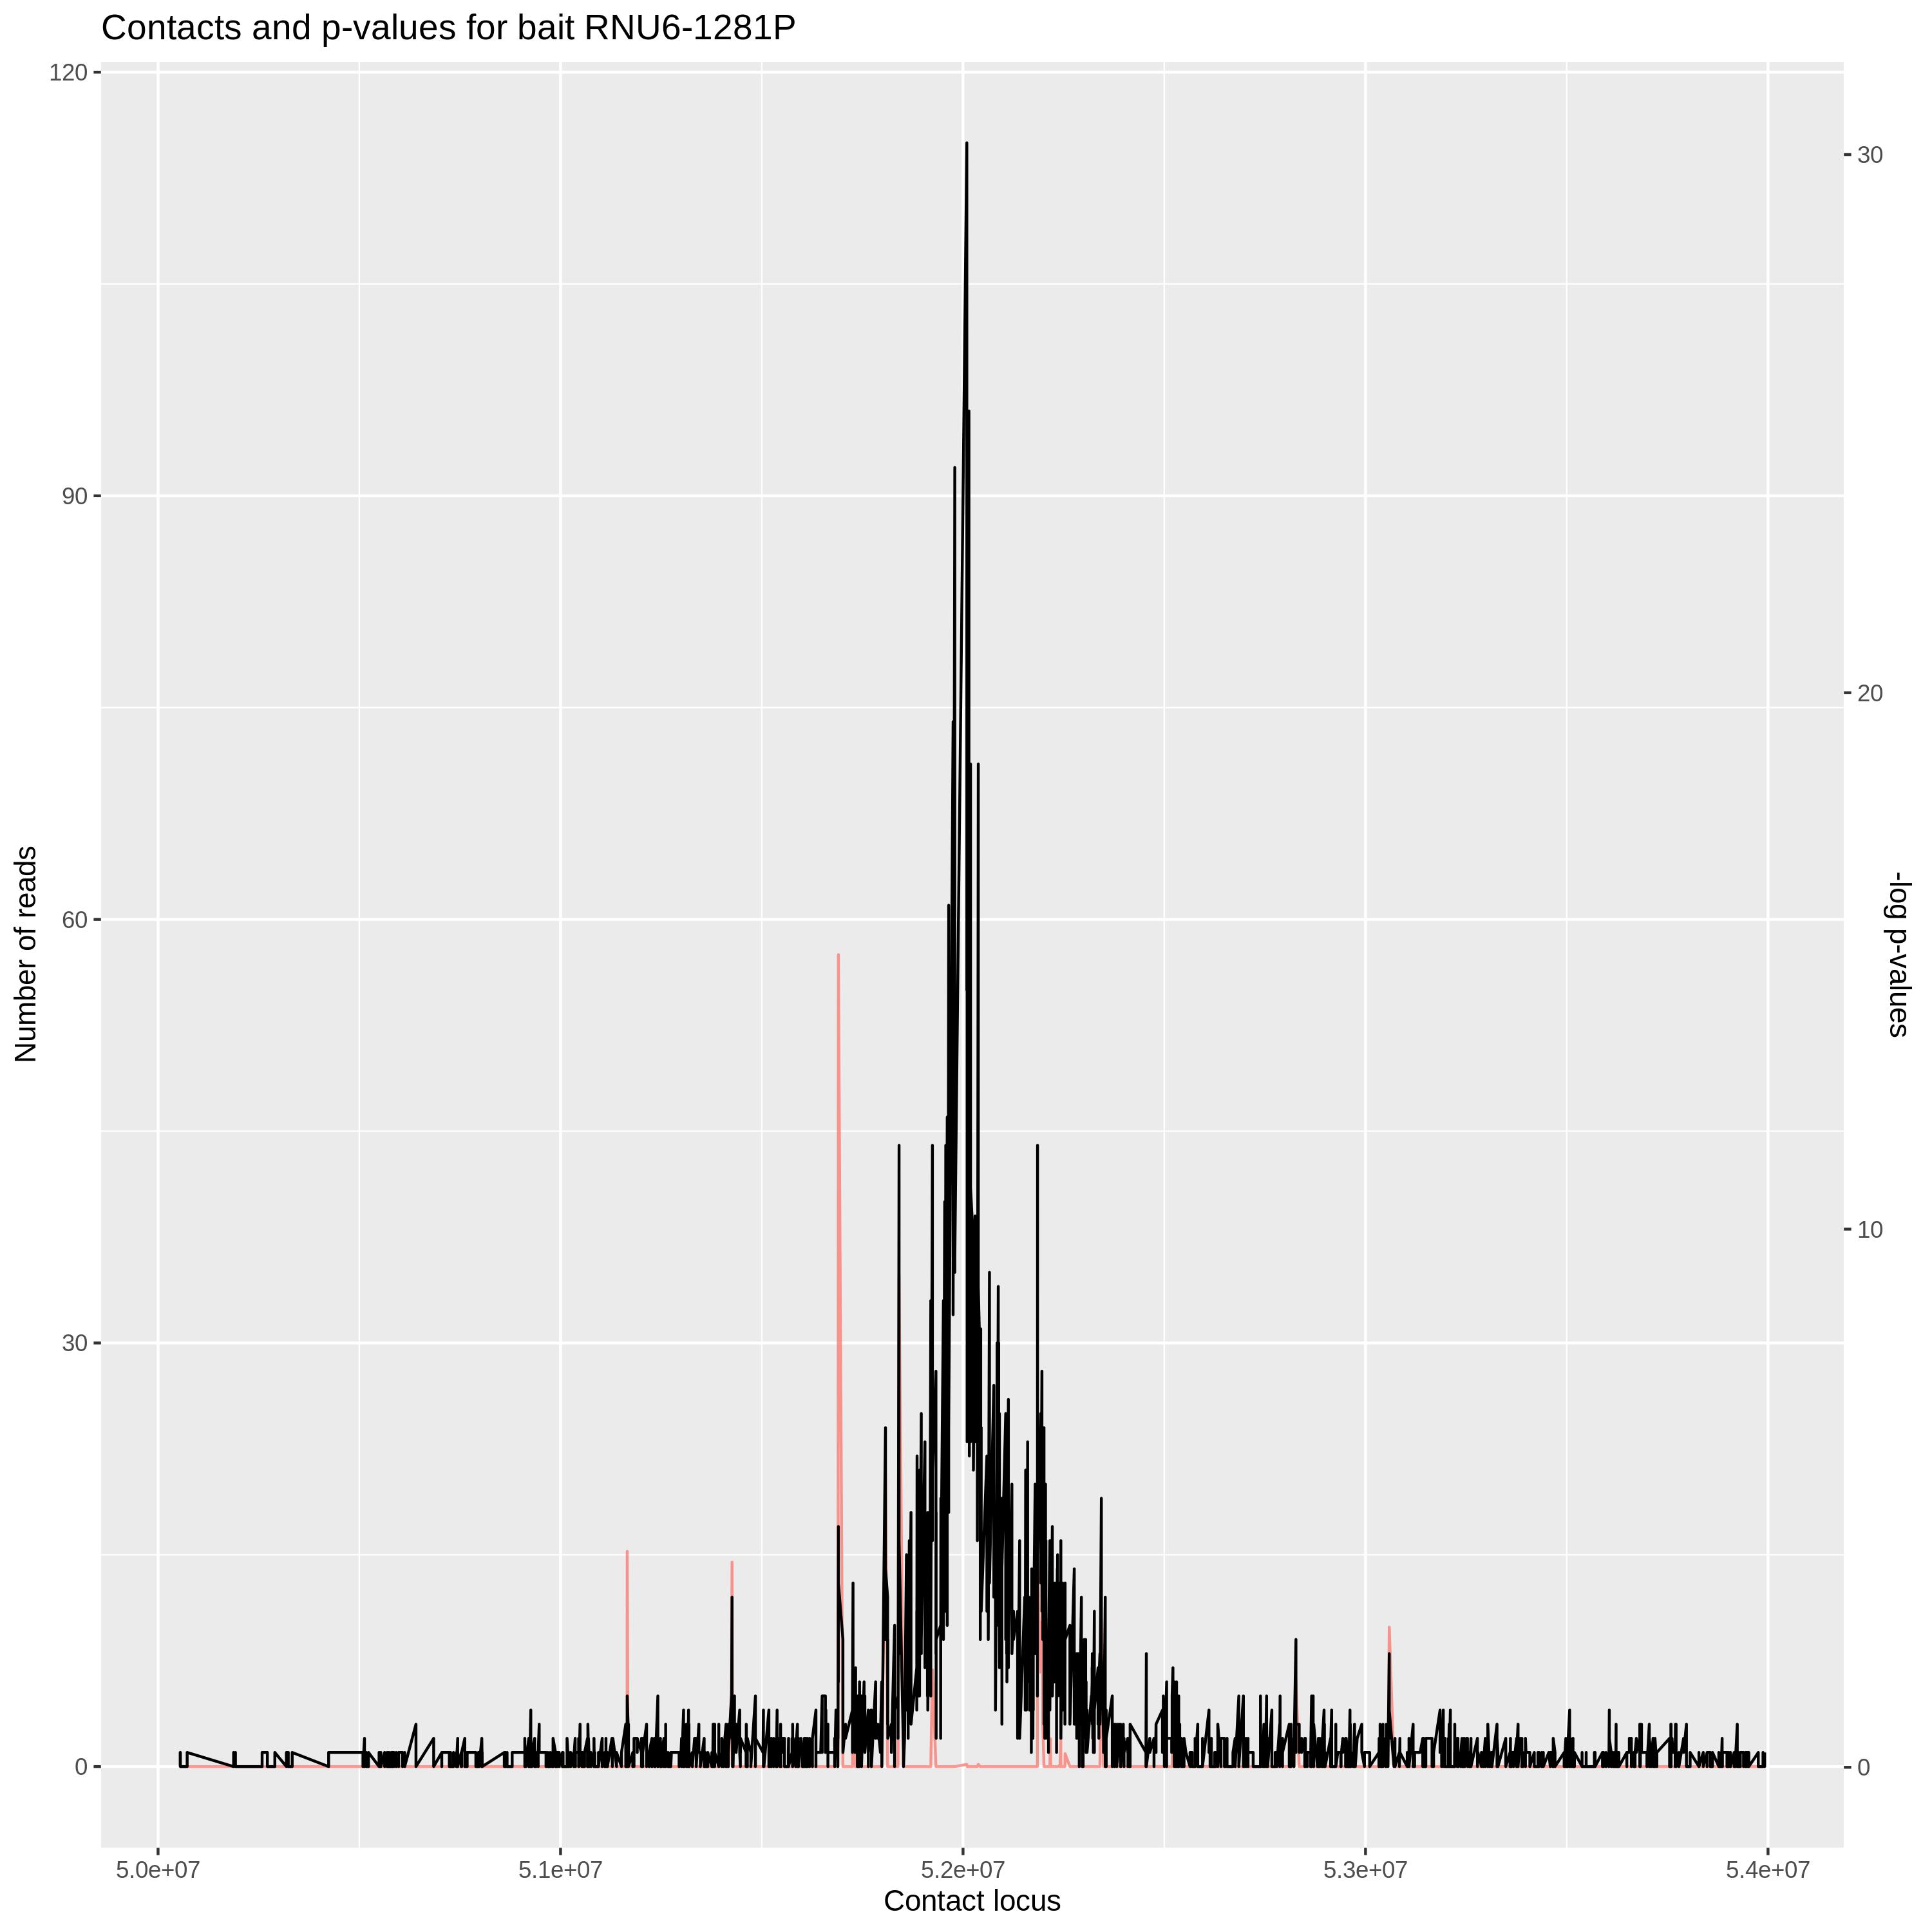 Contacts and p-values for bait RNU6-1281P
120
90
60
30
0
Number of reads
30
20
10
0
-log p-values
5.0e+07
5.1e+07
5.2e+07
5.3e+07
5.4e+07
Contact locus